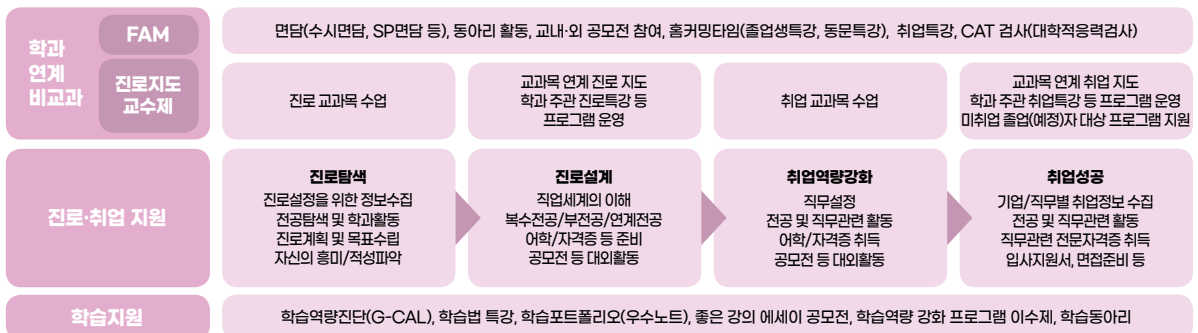 학과
연계
비교과
FAM
면담(수시면담, SP면담 등), 동아리 활동, 교내·외 공모전 참여, 홈커밍타임(졸업생특강, 동문특강), 취업특강, CAT 검사(대학적응력검사)
진로지도
교수제
진로 교과목 수업
교과목 연계 진로 지도
학과 주관 진로특강 등
프로그램 운영
취업 교과목 수업
교과목 연계 취업 지도
학과 주관 취업특강 등 프로그램 운영
미취업 졸업(예정)자 대상 프로그램 지원
진로·취업 지원
진로탐색
진로설정을 위한 정보수집
전공탐색 및 학과활동
진로계획 및 목표수립
자신의 흥미/적성파악
진로설계
직업세계의 이해
복수전공/부전공/연계전공
어학/자격증 등 준비
공모전 등 대외활동
취업역량강화
직무설정
전공 및 직무관련 활동
어학/자격증 취득
공모전 등 대외활동
취업성공
기업/직무별 취업정보 수집
전공 및 직무관련 활동
직무관련 전문자격증 취득
입사지원서, 면접준비 등
학습지원
학습역량진단(G-CAL), 학습법 특강, 학습포트폴리오(우수노트), 좋은 강의 에세이 공모전, 학습역량 강화 프로그램 이수제, 학습동아리